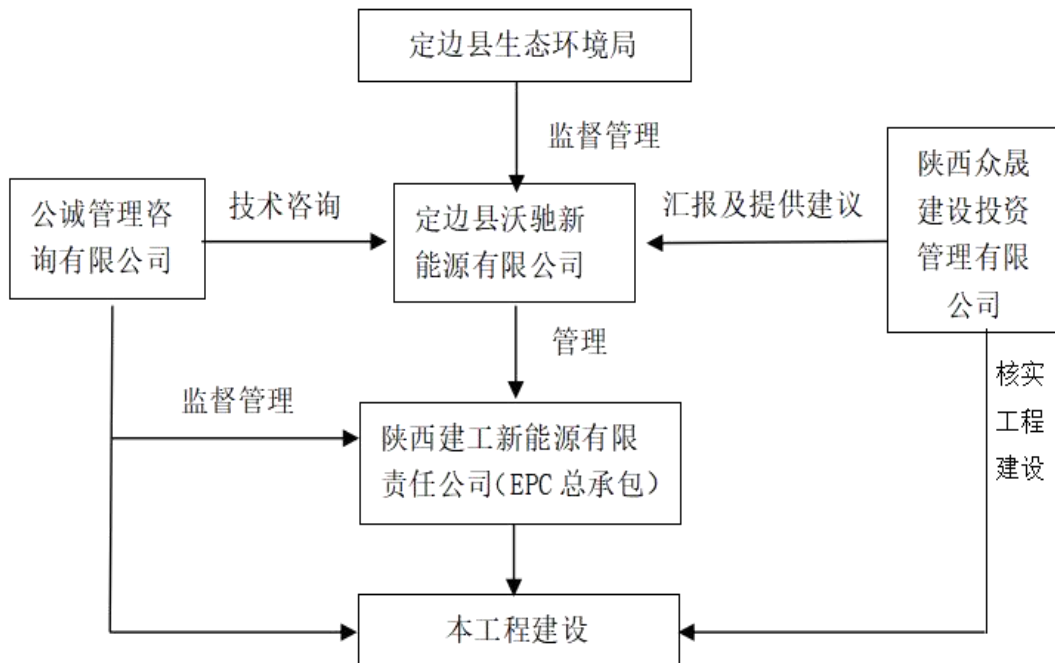 定边县生态环境局
监督管理
公诚管理咨
询有限公司
技术咨询
定边县沃驰新
能源有限公司
汇报及提供建议
陕西众晟
建设投资
管理有限
公司
管理
核实
工程
建设
监督管理
陕西建工新能源有限
责任公司(EPC 总承包)
本工程建设